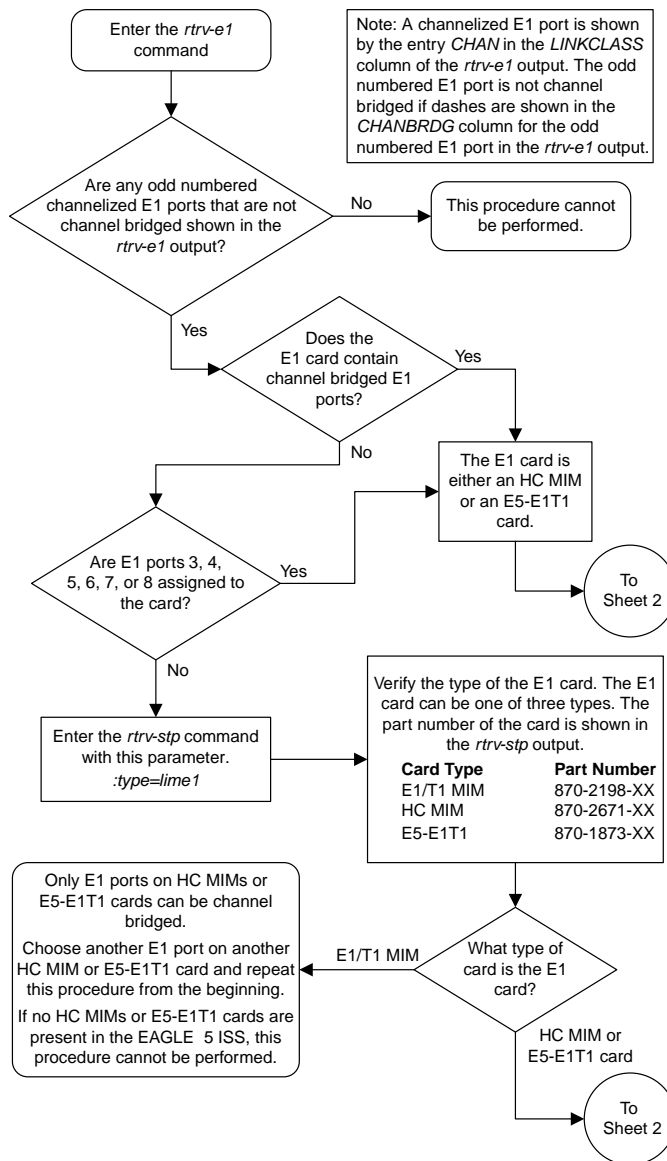 Enter the rtrv-e1
command
Note: A channelized E1 port is shown
by the entry CHAN in the LINKCLASS
column of the rtrv-e1 output. The odd
numbered E1 port is not channel
bridged if dashes are shown in the
CHANBRDG column for the odd
numbered E1 port in the rtrv-e1 output.
Are any odd numbered
channelized E1 ports that are not
channel bridged shown in the
rtrv-e1 output?
No
This procedure cannot
be performed.
Yes
Does the
E1 card contain
channel bridged E1
ports?
Yes
No
The E1 card is
either an HC MIM
or an E5-E1T1
card.
Are E1 ports 3, 4,
5, 6, 7, or 8 assigned to
the card?
Yes
To
Sheet 2
No
Enter the rtrv-stp command
with this parameter.
:type=lime1
Verify the type of the E1 card. The E1
card can be one of three types. The
part number of the card is shown
in the rtrv-stp output.
Card Type Part Number
E1/T1 MIM 870-2198-XX
HC MIM 870-2671-XX
E5-E1T1 870-1873-XX
Only E1 ports on HC MIMs or
E5-E1T1 cards can be channel
bridged.
Choose another E1 port on another
HC MIM or E5-E1T1 card and repeat
this procedure from the beginning.
If no HC MIMs or E5-E1T1 cards are
present in the EAGLE 5 ISS, this
procedure cannot be performed.
E1/T1 MIM
What type of
card is the E1
card?
HC MIM or
E5-E1T1 card
To
Sheet 2